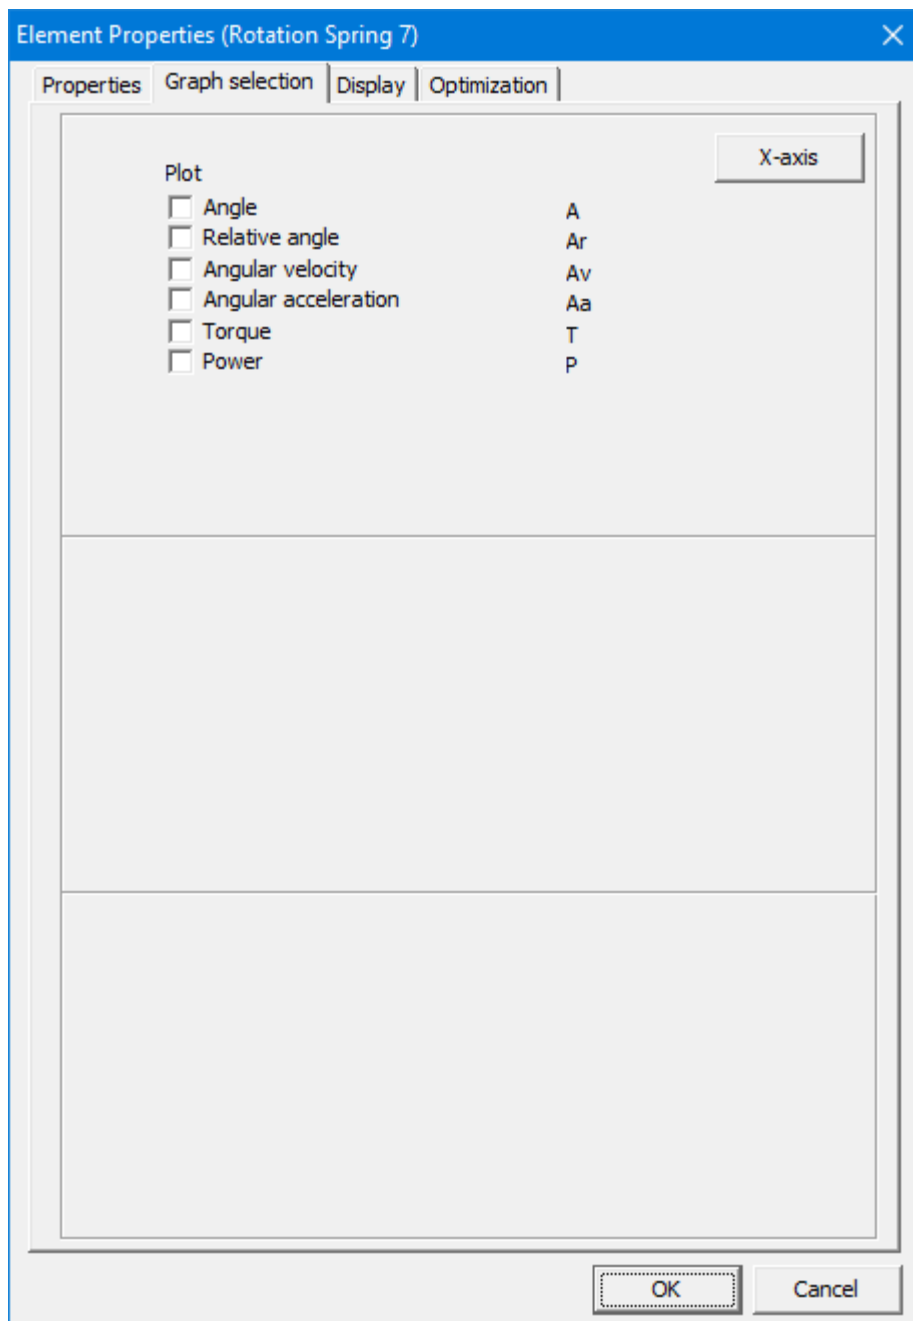 Element Properties (Rotation Spring 7)
Properties Graph selection Display Optimization
X-axis
Plot
Angle A
Relative angle Ar
Angular velocity Av
Angular acceleration Aa
Torque T
Power P
OK Cancel